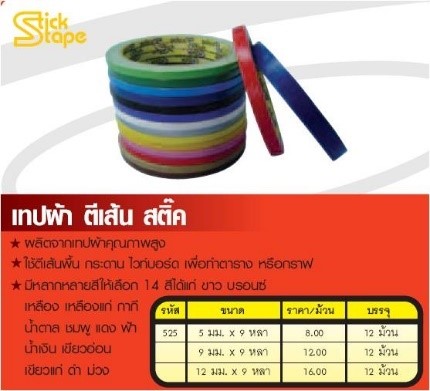 Stick
Stape
เทปผ้า ตีเส้น สติ๊ค
★ ผลิตจากเทปผ้าคุณภาพสูง
★ ใช้ตีเส้นพื้น กระดาน ไวท์บอร์ด เพื่อทำตาราง หรือกราฟ
★ มีหลากหลายสีให้เลือก 14 สีได้แก่ ขาว บรอนซ์
เหลือง เหลืองแก่ กากี
น้ำตาล ชมพู แดง ฟ้า
น้ำเงิน เขียวอ่อน
เขียวแก่ ดำ ม่วง
รหัส ขนาด ราคา/ม้วน บรรจุ
525 5 มม. X 9 หลา 8.00 12 ม้วน
9 มม. X 9 หลา 12.00 12 ม้วน
12 มม. X 9 หลา 16.00 12 ม้วน